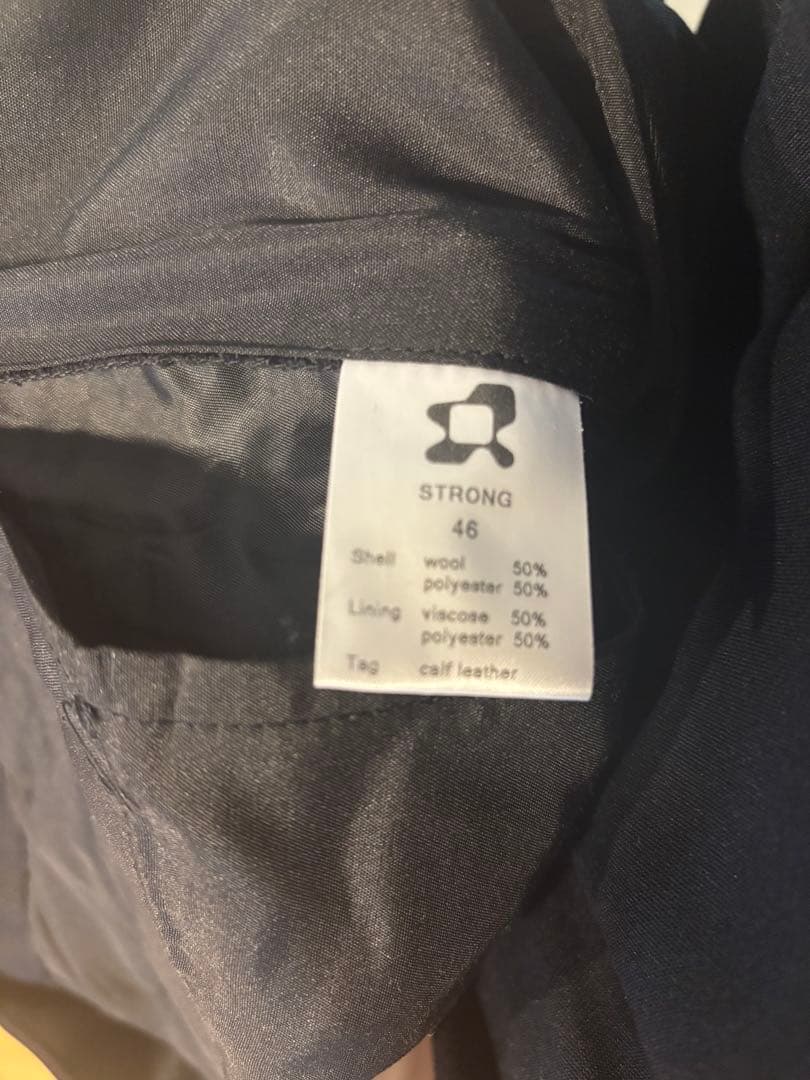 STRONG
46
Shell wool 50%
polyester 50%
Lining viscose 50%
polyester 50%
Tag calf leather